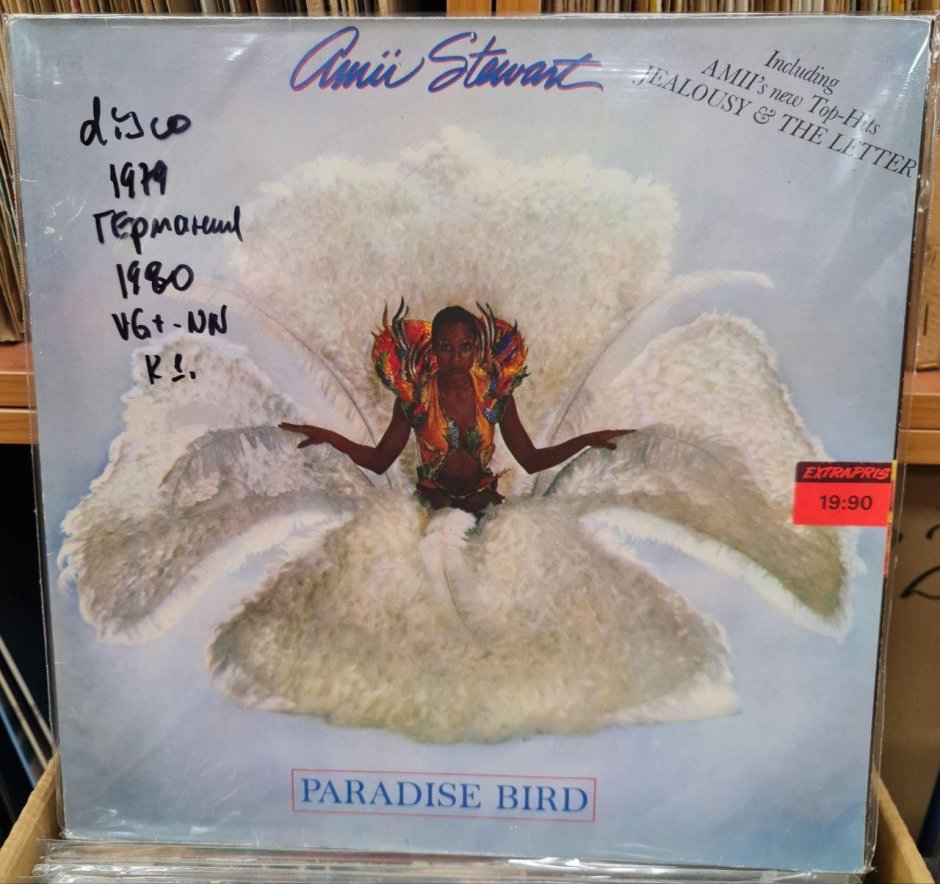 Amii Stewart
Including
AMII's new Top-Hits
JEALOUSY & THE LETTER
disco
1979
Германия
1980
VG+-NN
K!.
EXTRAPRIS
19:90
PARADISE BIRD